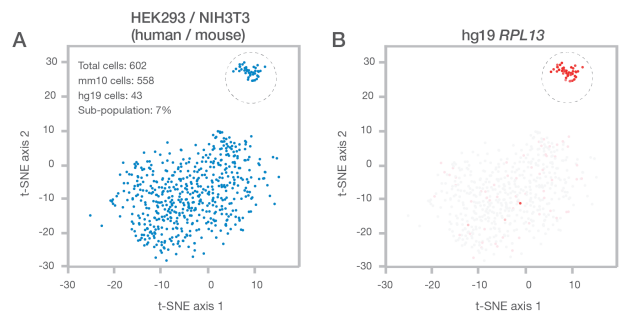 A
HEK293 / NIH3T3
(human / mouse)
Total cells: 602
mm10 cells: 558
hg19 cells: 43
Sub-population: 7%
t-SNE axis 2
30
20
10
0
-10
-20
-30
-30
-20
-10
0
10
t-SNE axis 1
B
hg19 RPL13
t-SNE axis 2
30
20
10
0
-10
-20
-30
-30
-20
-10
0
10
t-SNE axis 1